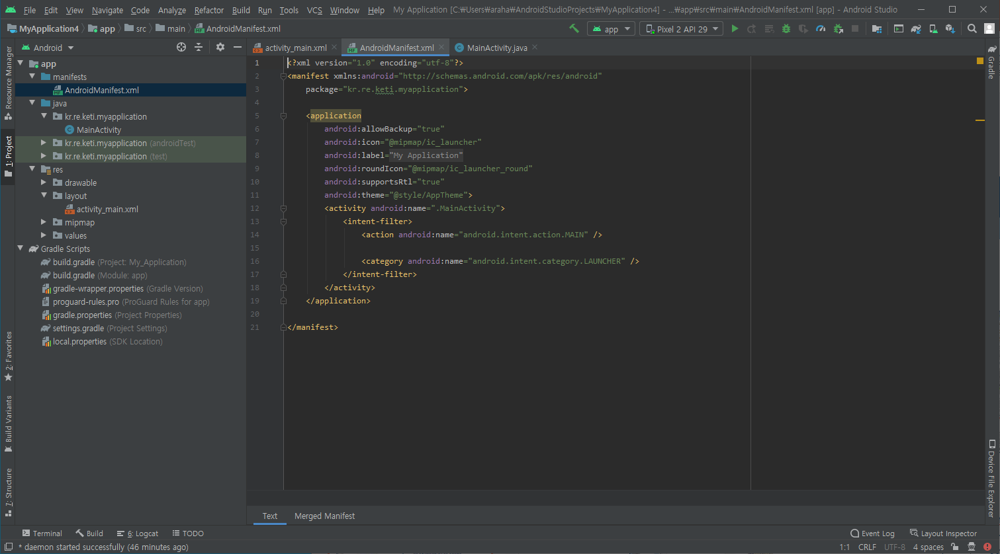 File Edit View Navigate Code Analyze Refactor Build Run Tools VCS Window Help My Application [C:₩Users₩araha₩AndroidStudioProjects₩MyApplication4] - ...₩app₩src₩main₩AndroidManifest.xml [app] - Android Studio
MyApplication4 app src main AndroidManifest.xml app Pixel 2 API 29
Android
activity_main.xml AndroidManifest.xml MainActivity.java
Resource Manager
1: Project
2: Favorites
Build Variants
7: Structure
app
manifests
AndroidManifest.xml
java
kr.re.keti.myapplication
MainActivity
kr.re.keti.myapplication (androidTest)
kr.re.keti.myapplication (test)
res
drawable
layout
activity_main.xml
mipmap
values
Gradle Scripts
build.gradle (Project: My_Application)
build.gradle (Module: app)
gradle-wrapper.properties (Gradle Version)
proguard-rules.pro (ProGuard Rules for app)
gradle.properties (Project Properties)
settings.gradle (Project Settings)
local.properties (SDK Location)
1 <?xml version="1.0" encoding="utf-8"?>
2 <manifest xmlns:android="http://schemas.android.com/apk/res/android"
3 package="kr.re.keti.myapplication">
4
5 <application
6 android:allowBackup="true"
7 android:icon="@mipmap/ic_launcher"
8 android:label="My Application"
9 android:roundIcon="@mipmap/ic_launcher_round"
10 android:supportsRtl="true"
11 android:theme="@style/AppTheme">
12 <activity android:name=".MainActivity">
13 <intent-filter>
14 <action android:name="android.intent.action.MAIN" />
15
16 <category android:name="android.intent.category.LAUNCHER" />
17 </intent-filter>
18 </activity>
19 </application>
20
21 </manifest>
Gradle
Device File Explorer
Text Merged Manifest
Terminal Build 6: Logcat TODO Event Log Layout Inspector
* daemon started successfully (46 minutes ago) 1:1 CRLF UTF-8 4 spaces